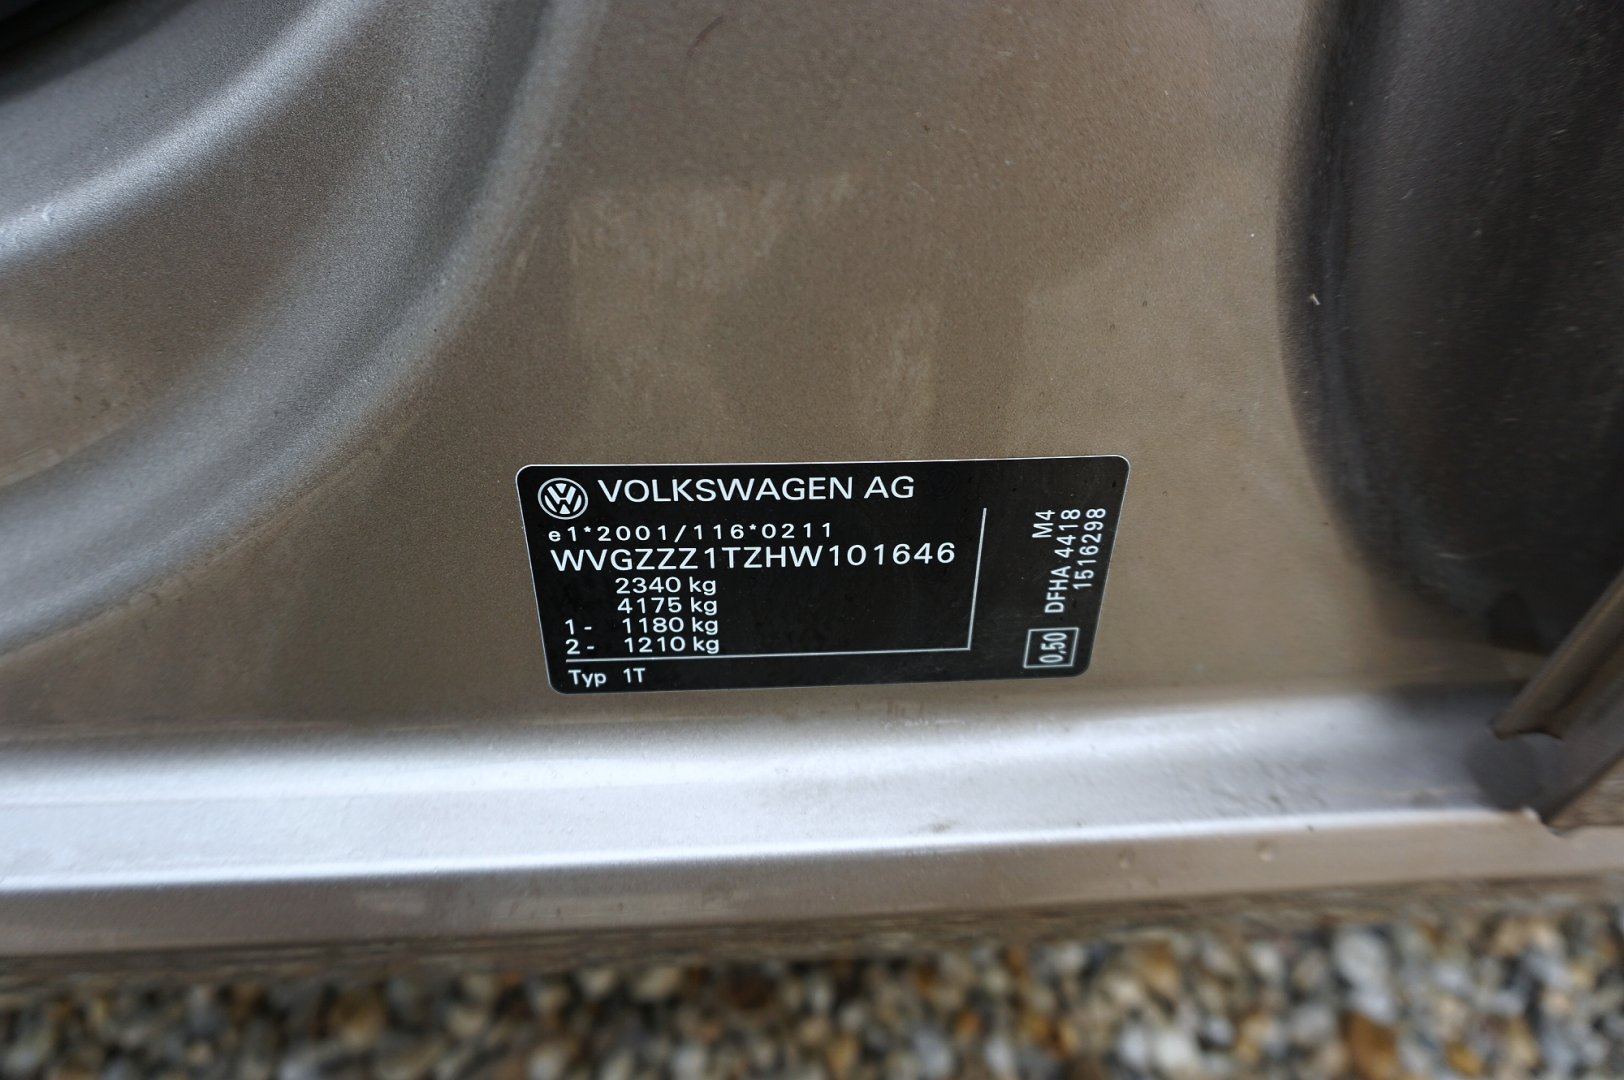 VOLKSWAGEN AG
e1*2001/116*0211
WVGZZZ1TZHW101646
2340 kg
4175 kg
1- 1180 kg
2- 1210 kg
Typ 1T
M4
DFHA 4418
1516298
0,50